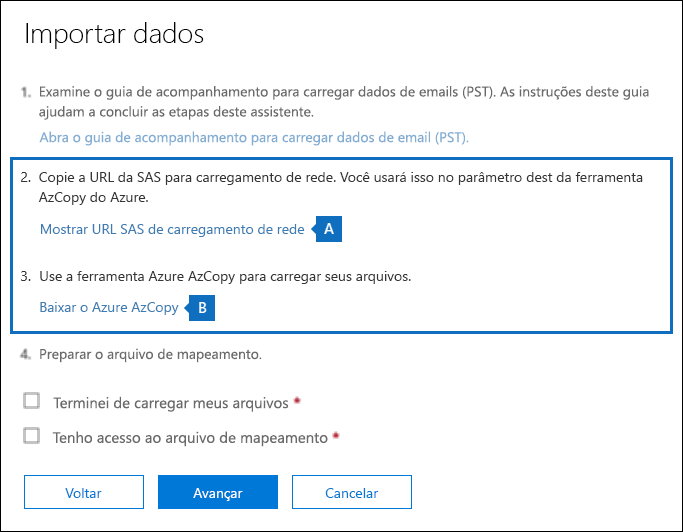 Importar dados
1. Examine o guia de acompanhamento para carregar dados de emails (PST). As instruções deste guia
ajudam a concluir as etapas deste assistente.
Abra o guia de acompanhamento para carregar dados de email (PST).
2. Copie a URL da SAS para carregamento de rede. Você usará isso no parâmetro dest da ferramenta
AzCopy do Azure.
Mostrar URL SAS de carregamento de rede A
3. Use a ferramenta Azure AzCopy para carregar seus arquivos.
Baixar o Azure AzCopy B
4. Preparar o arquivo de mapeamento.
Terminei de carregar meus arquivos *
Tenho acesso ao arquivo de mapeamento *
Voltar Avançar Cancelar